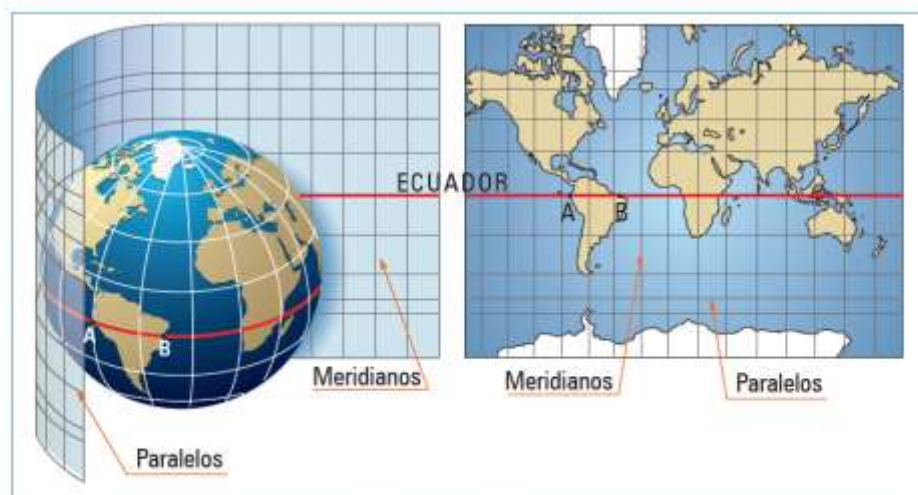 ECUADOR
A
B
A
B
Meridianos
Paralelos
Meridianos
Paralelos